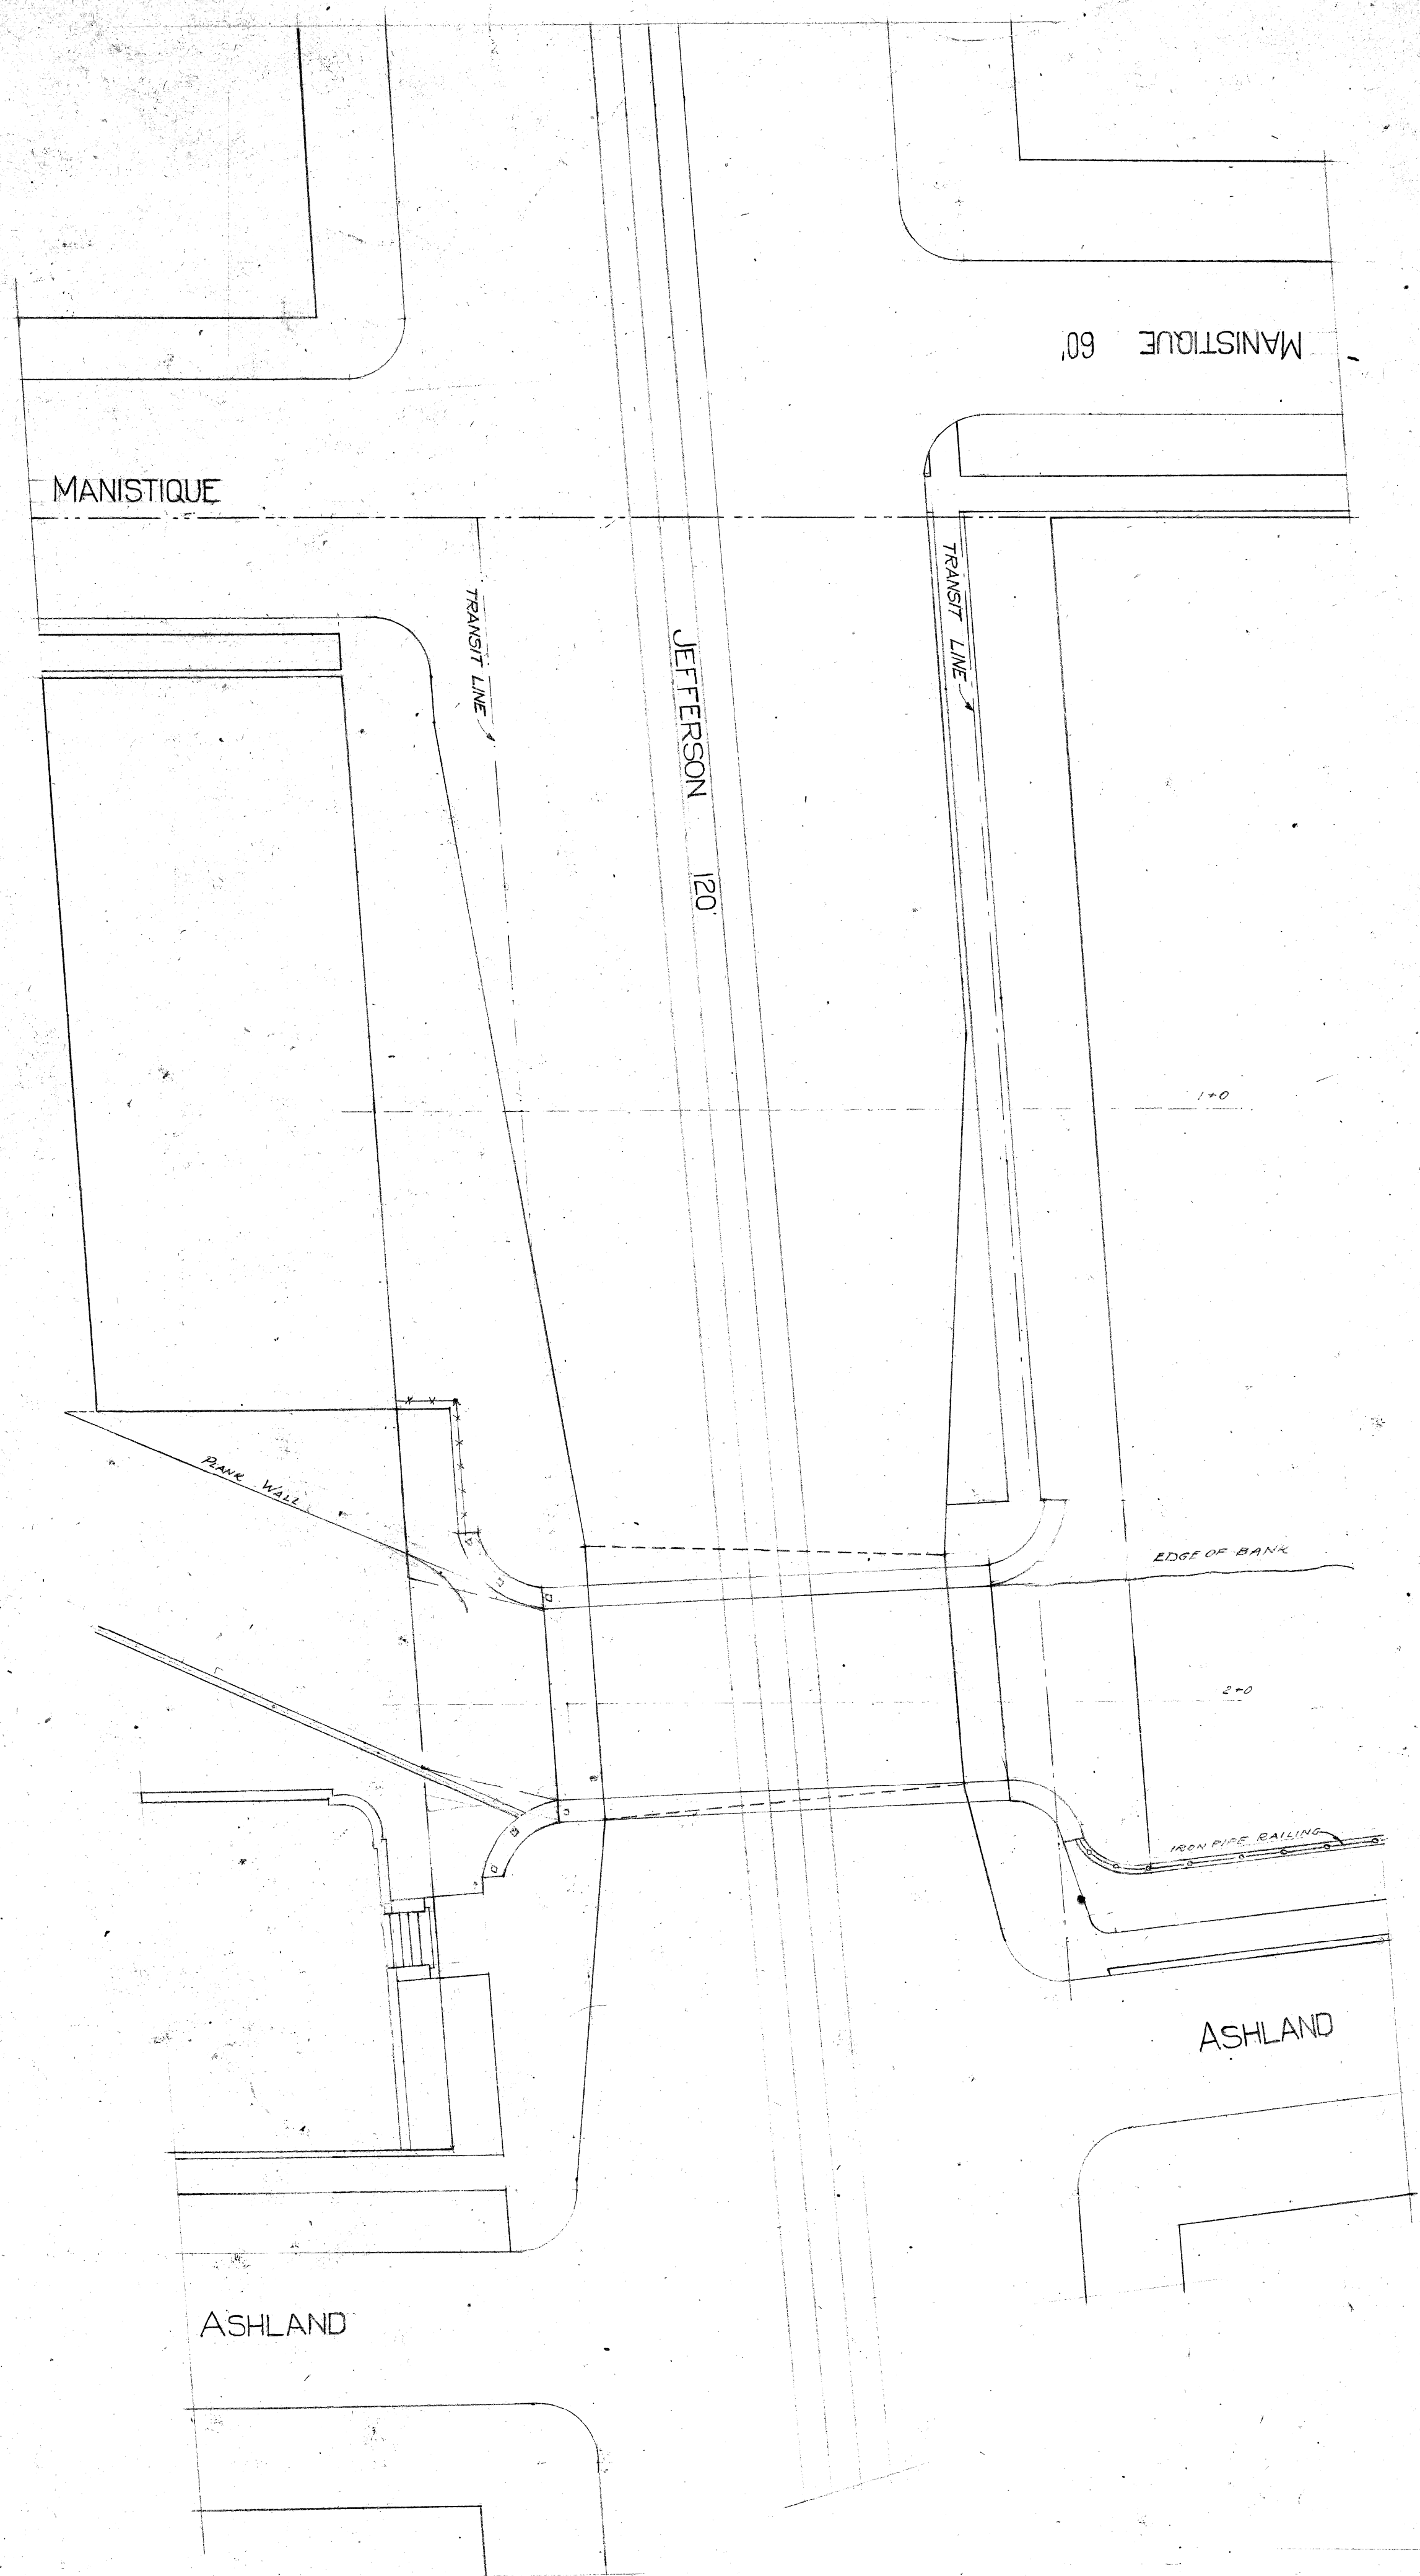 MANISTIQUE 60'
MANISTIQUE
TRANSIT LINE
TRANSIT LINE
JEFFERSON 120'
1+0
PLANK WALL
EDGE OF BANK
2+0
IRON PIPE RAILING
ASHLAND
ASHLAND